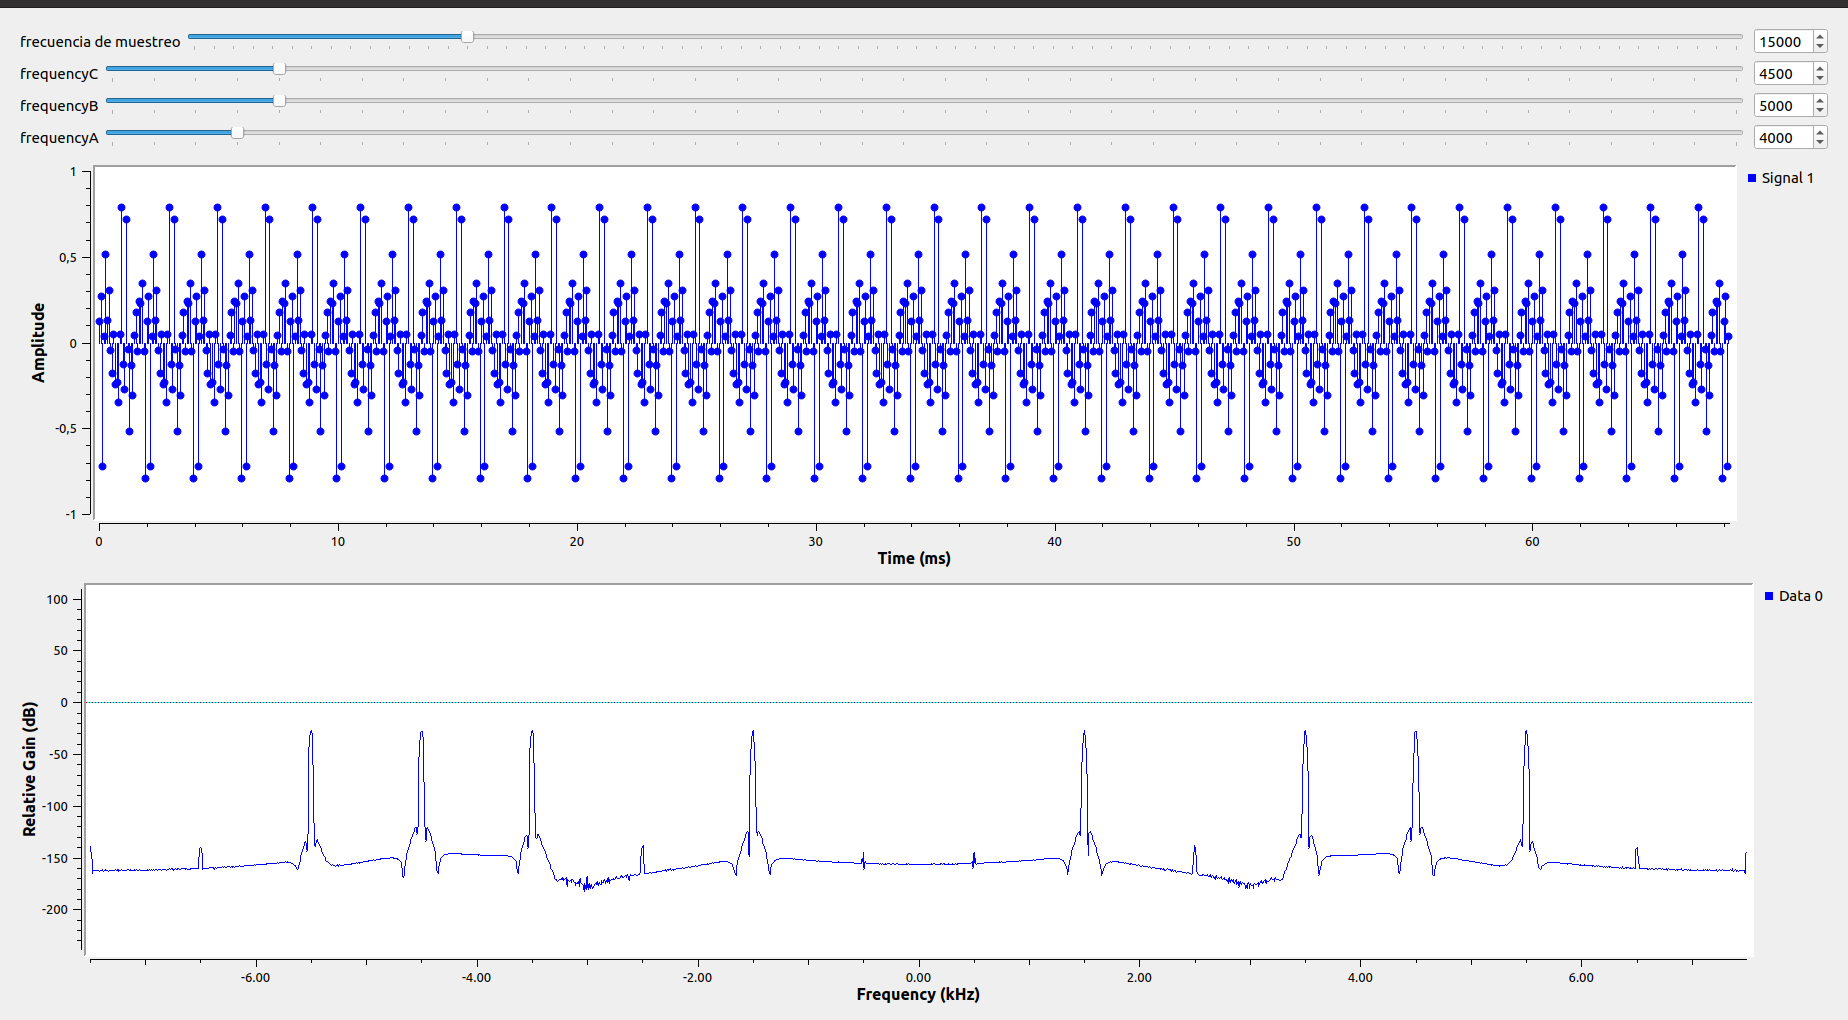 frecuencia de muestreo 15000
frequencyC 4500
frequencyB 5000
frequencyA 4000
Signal 1
1
0,5
0
-0,5
-1
Amplitude
0 10 20 30 40 50 60
Time (ms)
Data 0
100
50
0
-50
-100
-150
-200
Relative Gain (dB)
-6.00 -4.00 -2.00 0.00 2.00 4.00 6.00
Frequency (kHz)